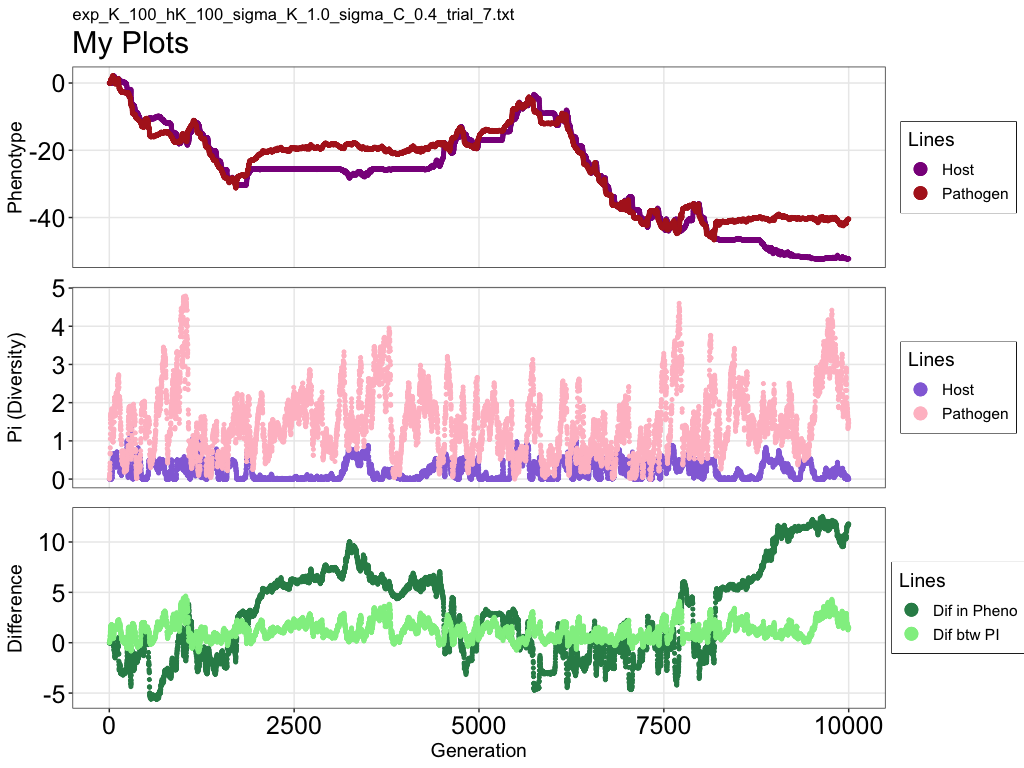 exp_K_100_hK_100_sigma_K_1.0_sigma_C_0.4_trial_7.txt
My Plots
Phenotype
0
-20
-40
Lines
Host
Pathogen
Pi (Diversity)
5
4
3
2
1
0
Lines
Host
Pathogen
Difference
10
5
0
-5
Lines
Dif in Pheno
Dif btw PI
0 2500 5000 7500 10000
Generation